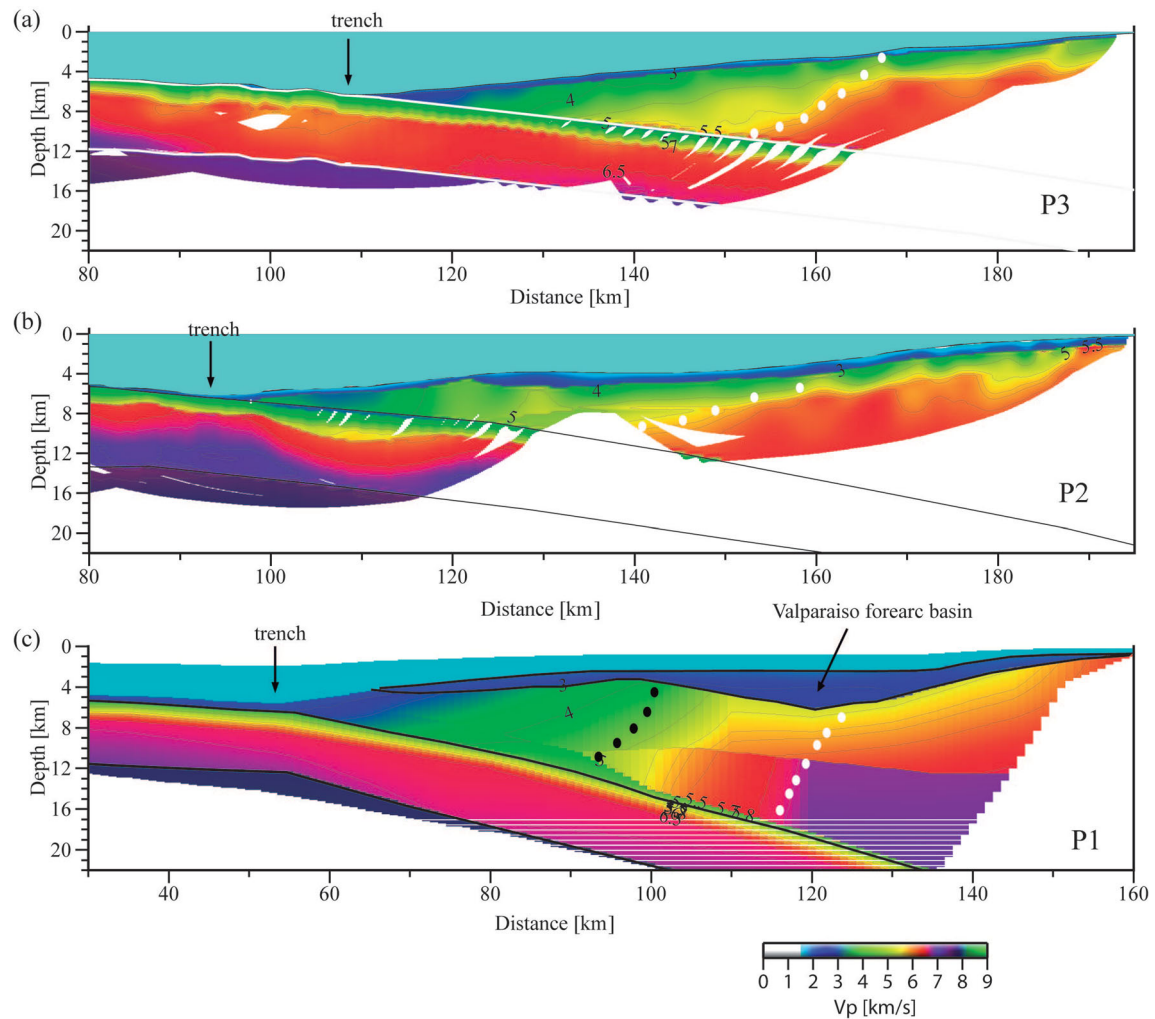 (a)
trench
0
4
8
12
16
20
Depth [km]
3
4
5
5.5
5
6.5
P3
80 100 120 140 160 180
Distance [km]
(b)
trench
0
4
8
12
16
20
Depth [km]
3
4
5
5
5.5
P2
80 100 120 140 160 180
Distance [km]
(c)
trench
Valparaiso forearc basin
0
4
8
12
16
20
Depth [km]
3
4
5
P1
40 60 80 100 120 140 160
Distance [km]
0 1 2 3 4 5 6 7 8 9
Vp [km/s]